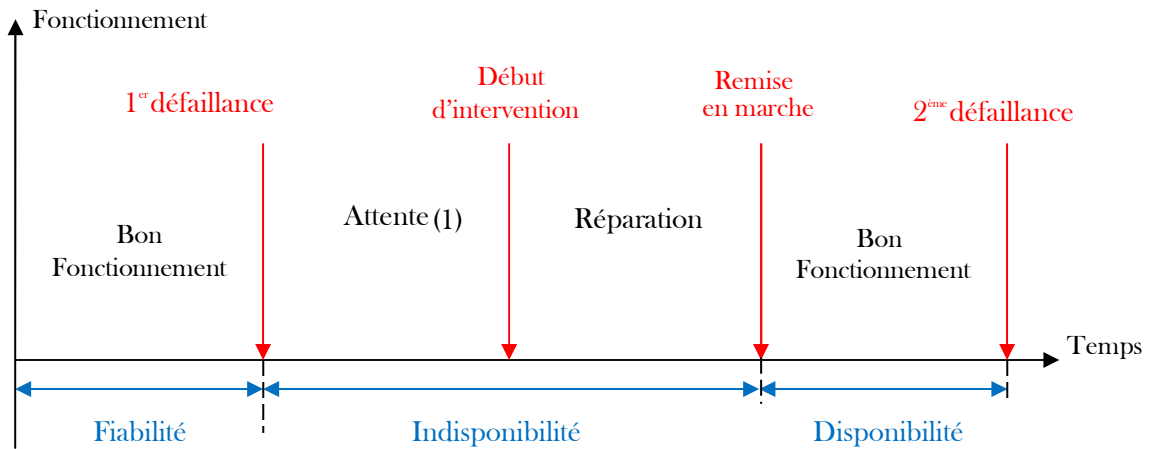 Fonctionnement
1er défaillance
Début
d'intervention
Remise
en marche
2ème défaillance
Attente (1)
Réparation
Bon
Fonctionnement
Bon
Fonctionnement
Temps
Fiabilité
Indisponibilité
Disponibilité